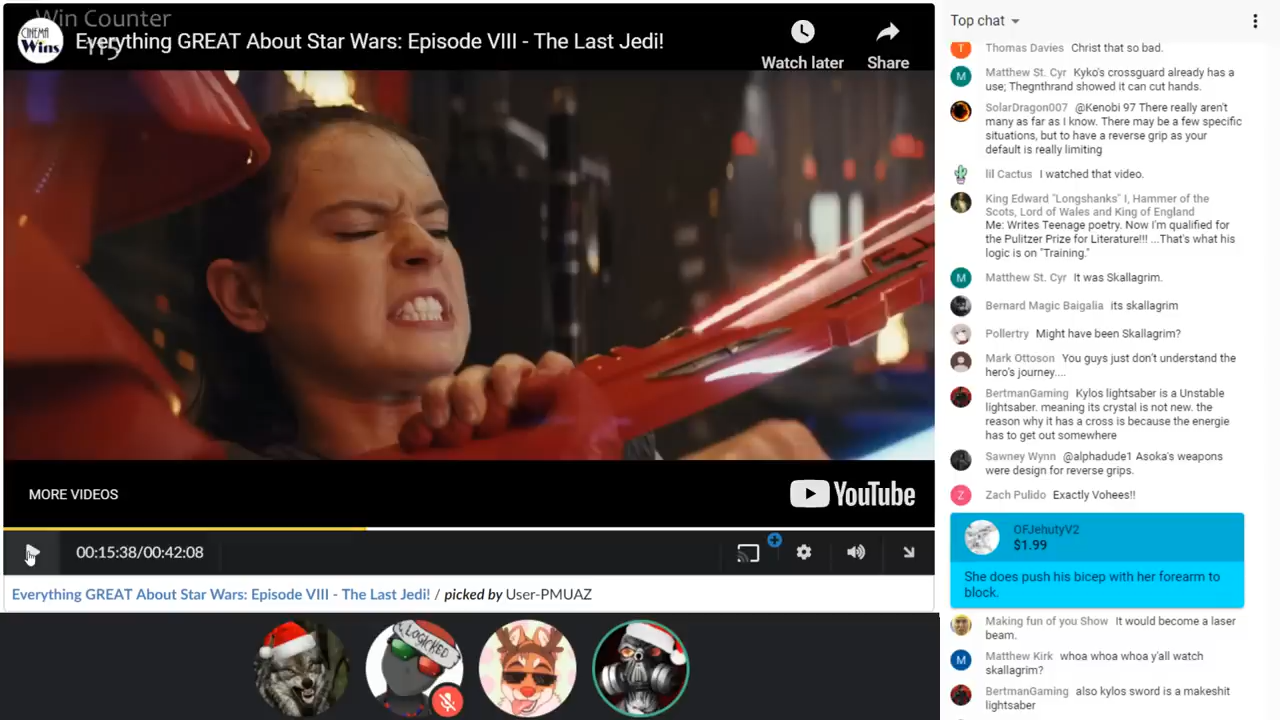 Win Counter
CINEMA
Wins
Everything GREAT About Star Wars: Episode VIII - The Last Jedi!
Watch later
Share
MORE VIDEOS
YouTube
00:15:38/00:42:08
Everything GREAT About Star Wars: Episode VIII - The Last Jedi! / picked by User-PMUAZ
LOGICKED
Top chat
T
Thomas Davies Christ that so bad.
M
Matthew St. Cyr Kyko's crossguard already has a
use; Thegnthrand showed it can cut hands.
SolarDragon007 @Kenobi 97 There really aren't
many as far as I know. There may be a few specific
situations, but to have a reverse grip as your
default is really limiting
lil Cactus I watched that video.
King Edward "Longshanks" I, Hammer of the
Scots, Lord of Wales and King of England
Me: Writes Teenage poetry. Now I'm qualified for
the Pulitzer Prize for Literature!!! ...That's what his
logic is on "Training."
M
Matthew St. Cyr It was Skallagrim.
Bernard Magic Baigalia its skallagrim
Pollertry Might have been Skallagrim?
Mark Ottoson You guys just don't understand the
hero's journey....
BertmanGaming Kylos lightsaber is a Unstable
lightsaber. meaning its crystal is not new. the
reason why it has a cross is because the energie
has to get out somewhere
Sawney Wynn @alphadude1 Asoka's weapons
were design for reverse grips.
Z
Zach Pulido Exactly Vohees!!
OFJehutyV2
$1.99
She does push his bicep with her forearm to
block.
Making fun of you Show It would become a laser
beam.
M
Matthew Kirk whoa whoa whoa y'all watch
skallagrim?
BertmanGaming also kylos sword is a makeshit
lightsaber